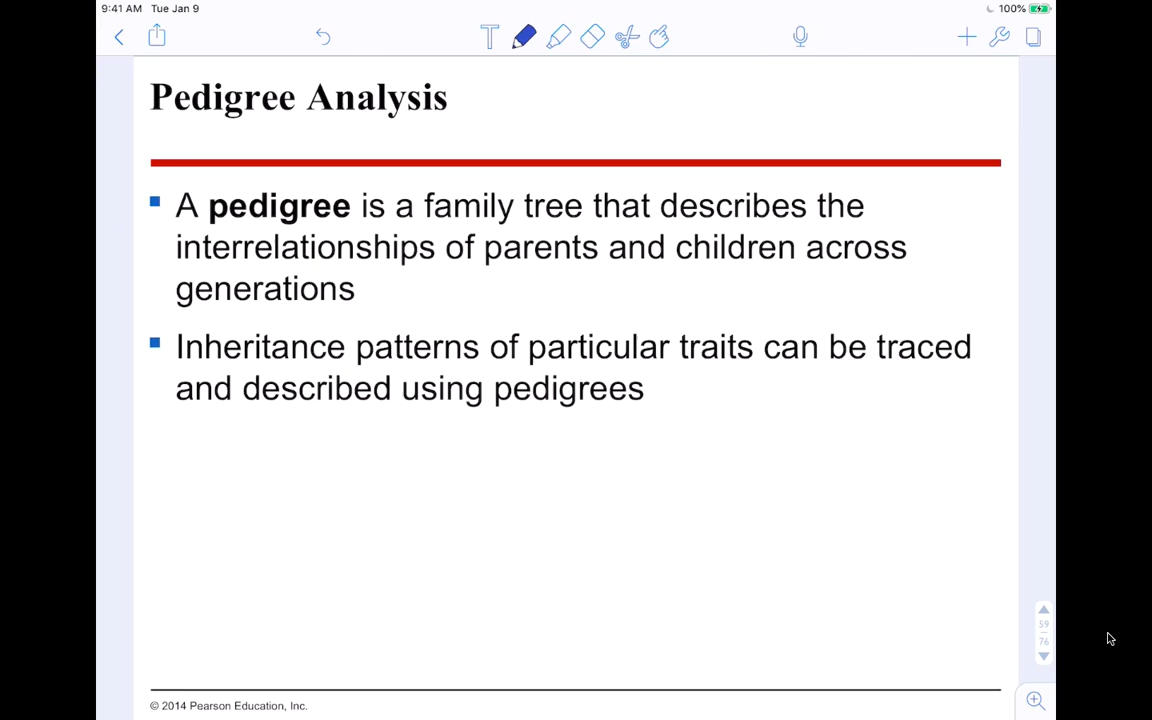 9:41 AM Tue Jan 9
100%
T
Pedigree Analysis
A pedigree is a family tree that describes the
interrelationships of parents and children across
generations
Inheritance patterns of particular traits can be traced
and described using pedigrees
59
76
© 2014 Pearson Education, Inc.